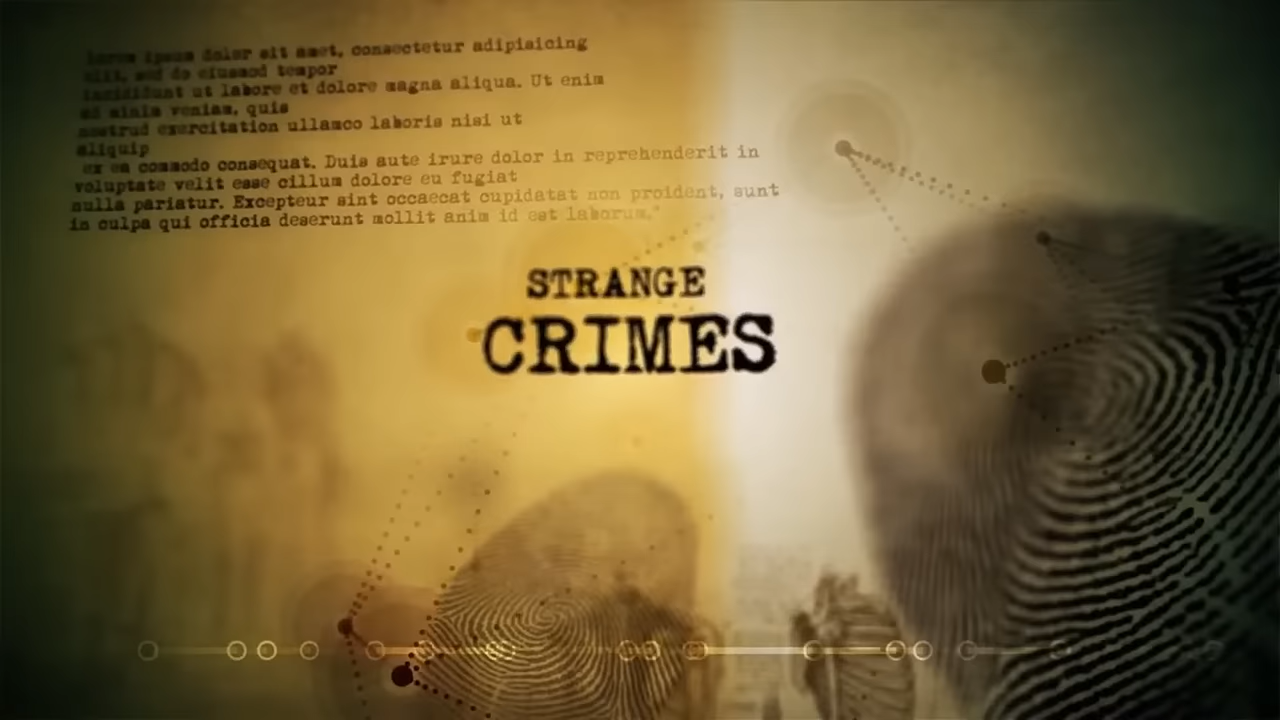 Lorem ipsum dolor sit amet, consectetur adipisicing
elit, sed do eiusmod tempor
incididunt ut labore et dolore magna aliqua. Ut enim
ad minim veniam, quis
nostrud exercitation ullamco laboris nisi ut
aliquip
ex ea commodo consequat. Duis aute irure dolor in reprehenderit in
voluptate velit esse cillum dolore eu fugiat
nulla pariatur. Excepteur sint occaecat cupidatat non proident, sunt
in culpa qui officia deserunt mollit anim id est laborum."
STRANGE
CRIMES